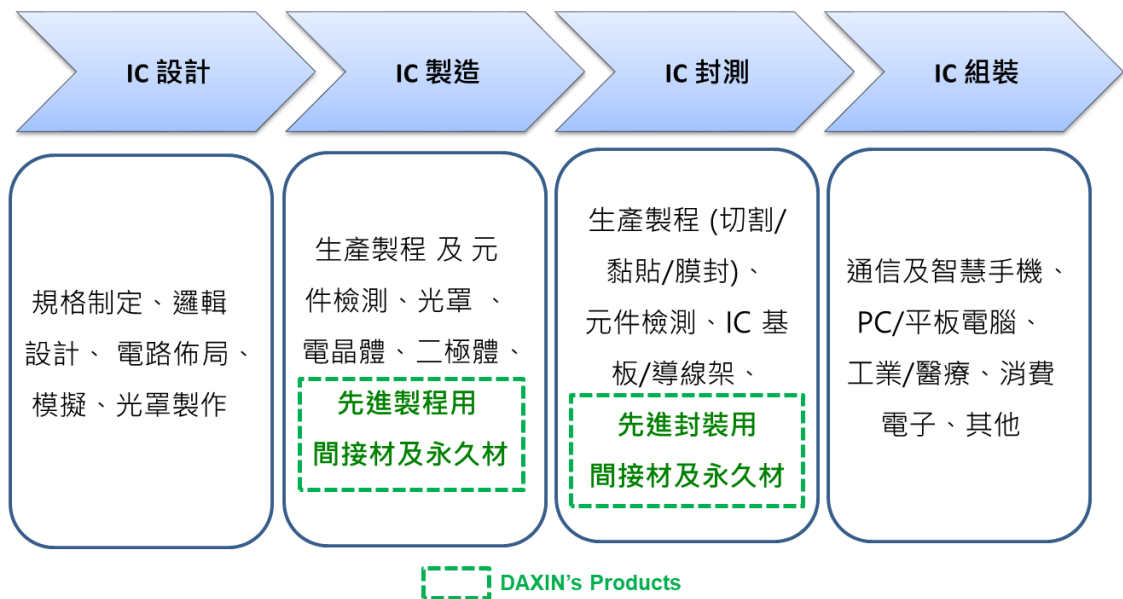 IC 設計
IC 製造
IC 封測
IC 組裝
規格制定、邏輯
設計、 電路佈局、
模擬、光罩製作
生產製程 及 元
件檢測、光罩 、
電晶體、二極體、
先進製程用
間接材及永久材
生產製程 (切割/
黏貼/膜封)、
元件檢測、IC 基
板/導線架、
先進封裝用
間接材及永久材
通信及智慧手機、
PC/平板電腦、
工業/醫療、消費
電子、其他
DAXIN's Products